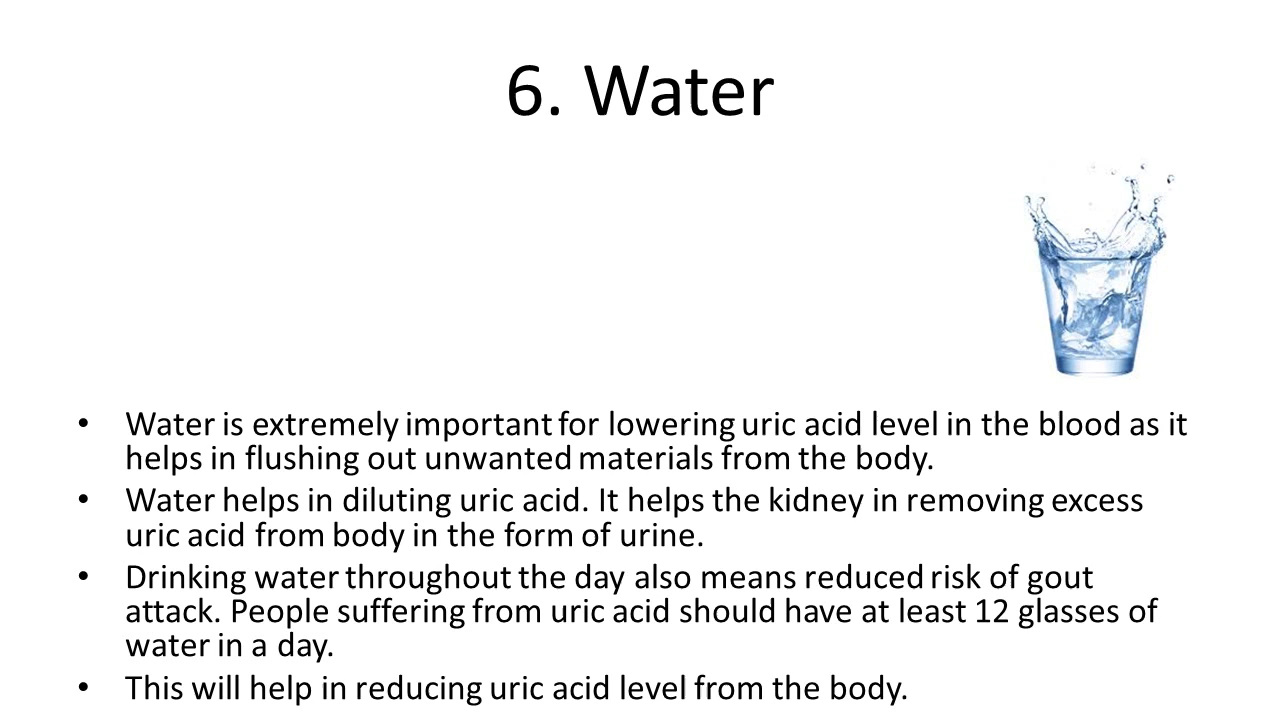 6. Water
• Water is extremely important for lowering uric acid level in the blood as it
helps in flushing out unwanted materials from the body.
• Water helps in diluting uric acid. It helps the kidney in removing excess
uric acid from body in the form of urine.
• Drinking water throughout the day also means reduced risk of gout
attack. People suffering from uric acid should have at least 12 glasses of
water in a day.
• This will help in reducing uric acid level from the body.